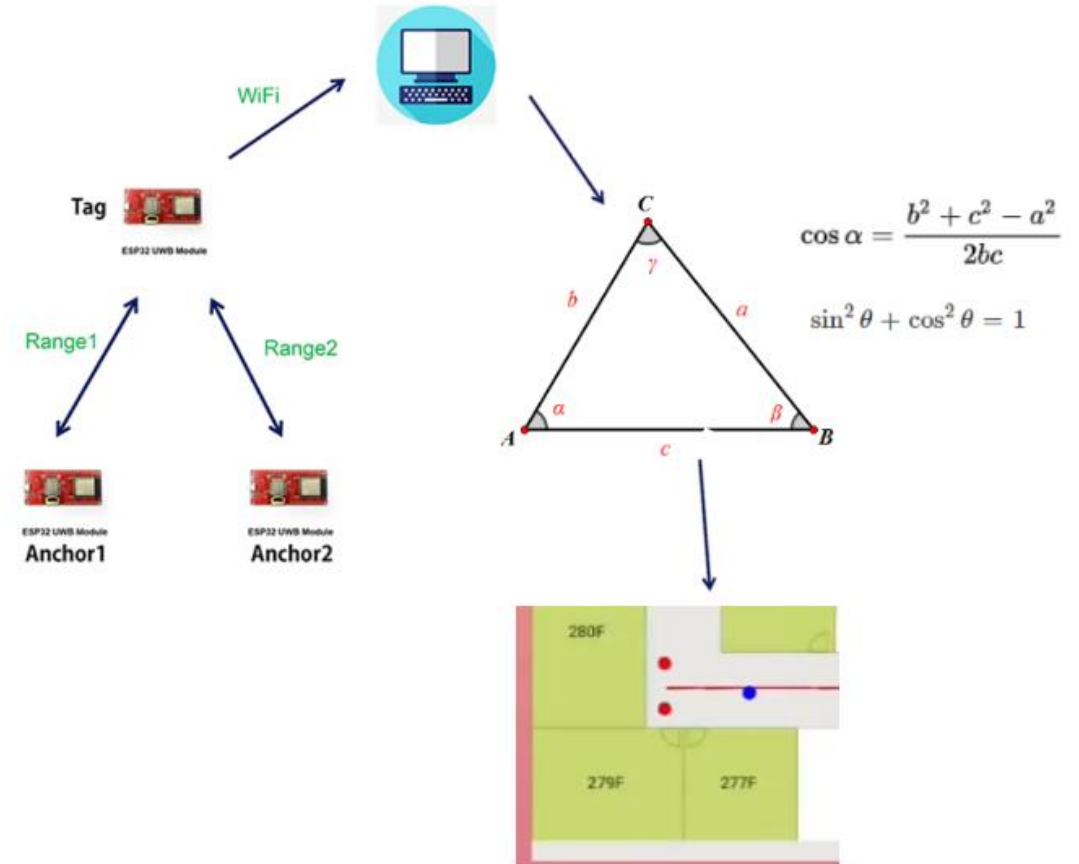 WiFi
Tag
ESP32 UWB Module
Range1
Range2
ESP32 UWB Module
Anchor1
ESP32 UWB Module
Anchor2
C
γ
b
a
α
β
A
B
c
cos α = (b² + c² − a²) / 2bc
sin² θ + cos² θ = 1
280F
279F
277F